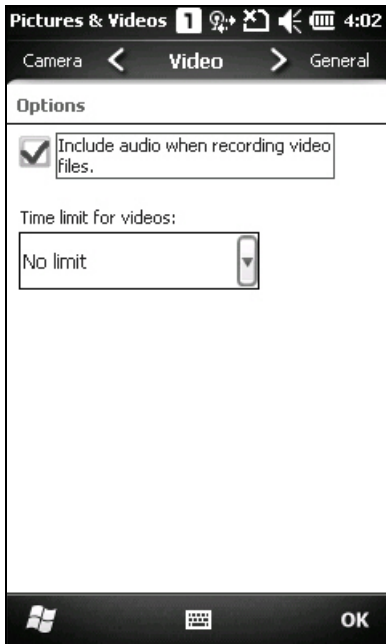 Pictures & Videos 1 4:02
Camera Video General
Options
Include audio when recording video
files.
Time limit for videos:
No limit
OK